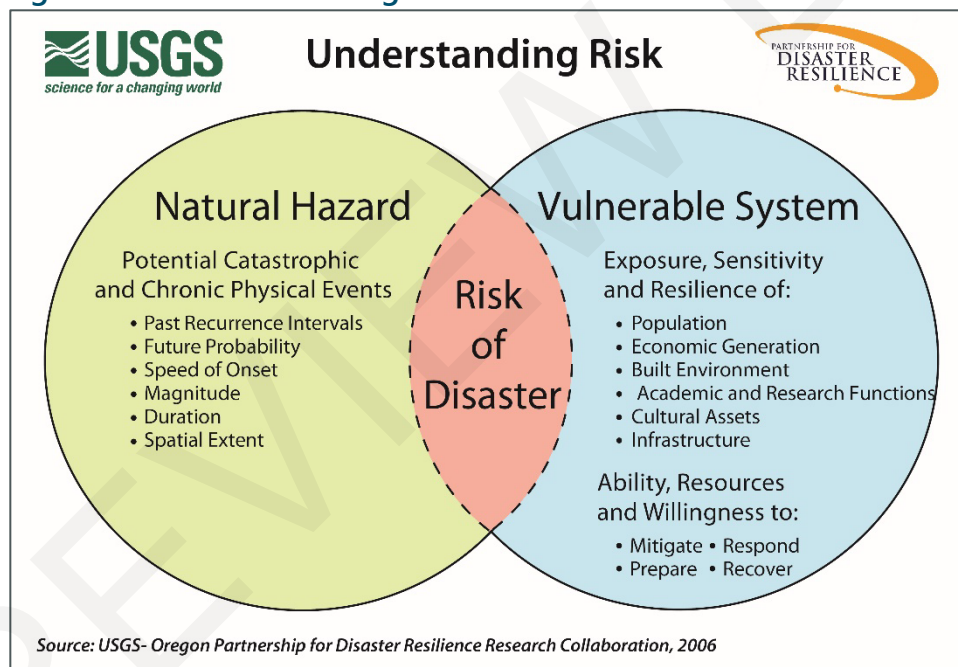 USGS
science for a changing world
Understanding Risk
PARTNERSHIP FOR
DISASTER
RESILIENCE
Natural Hazard
Potential Catastrophic
and Chronic Physical Events
• Past Recurrence Intervals
• Future Probability
• Speed of Onset
• Magnitude
• Duration
• Spatial Extent
Risk
of
Disaster
Vulnerable System
Exposure, Sensitivity
and Resilience of:
• Population
• Economic Generation
• Built Environment
• Academic and Research Functions
• Cultural Assets
• Infrastructure
Ability, Resources
and Willingness to:
• Mitigate • Respond
• Prepare • Recover
Source: USGS- Oregon Partnership for Disaster Resilience Research Collaboration, 2006